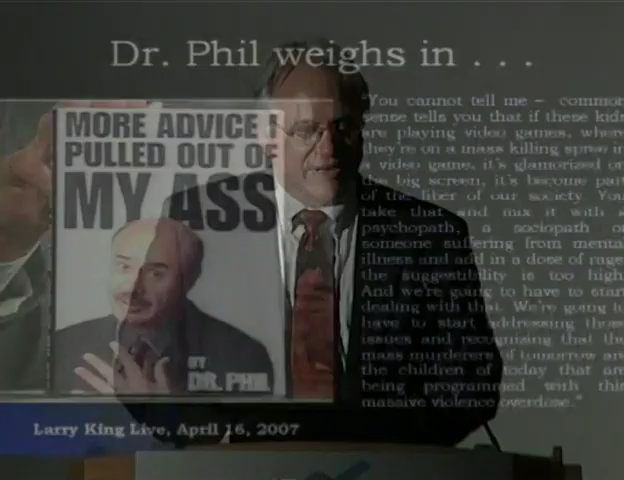 Dr. Phil weighs in . . .
MORE ADVICE I
PULLED OUT OF
MY ASS
BY
DR. PHIL
Larry King Live, April 16, 2007
"You cannot tell me – common
sense tells you that if these kids
are playing video games, where
they're on a mass killing spree in
a video game, it's glamorized on
the big screen, it's become part
of the fiber of our society. You
take that and mix it with a
psychopath, a sociopath or
someone suffering from mental
illness and add in a dose of rage,
the suggestibility is too high.
And we're going to have to start
dealing with that. We're going to
have to start addressing those
issues and recognizing that the
mass murderers of tomorrow are
the children of today that are
being programmed with this
massive violence overdose."